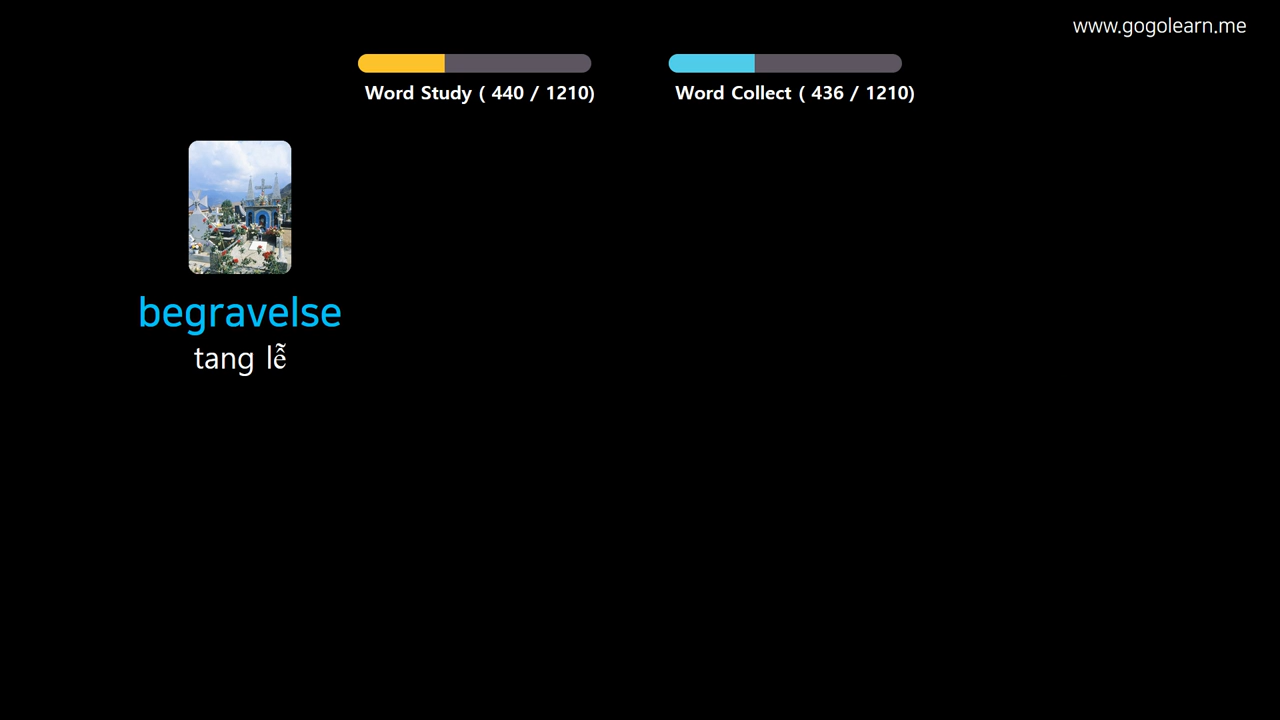 www.gogolearn.me
Word Study ( 440 / 1210)
Word Collect ( 436 / 1210)
begravelse
tang lễ